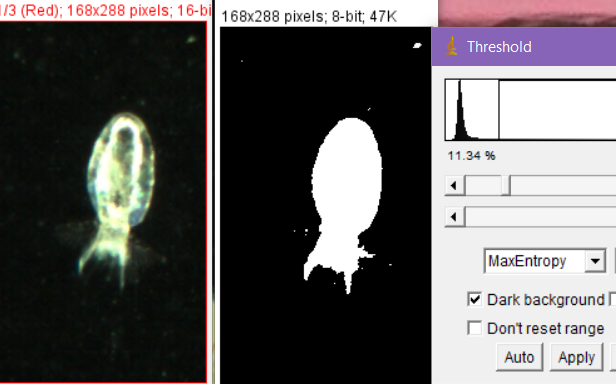 1/3 (Red); 168x288 pixels; 16-bi
168x288 pixels; 8-bit; 47K
Threshold
11.34 %
MaxEntropy
Dark background
Don't reset range
Auto Apply